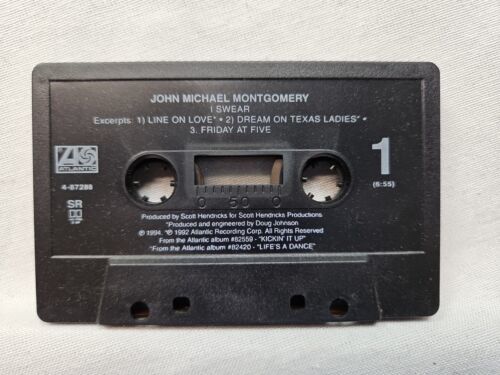 JOHN MICHAEL MONTGOMERY
I SWEAR
Excerpts: 1) LINE ON LOVE* • 2) DREAM ON TEXAS LADIES* •
3. FRIDAY AT FIVE
ATLANTIC
4-87288
1
(6:55)
SR
0 50 0
Produced by Scott Hendricks for Scott Hendricks Productions
*Produced and engineered by Doug Johnson
℗ 1994. *℗ 1992 Atlantic Recording Corp. All Rights Reserved
From the Atlantic album #82559 - "KICKIN' IT UP"
*From the Atlantic album #82420 - "LIFE'S A DANCE"